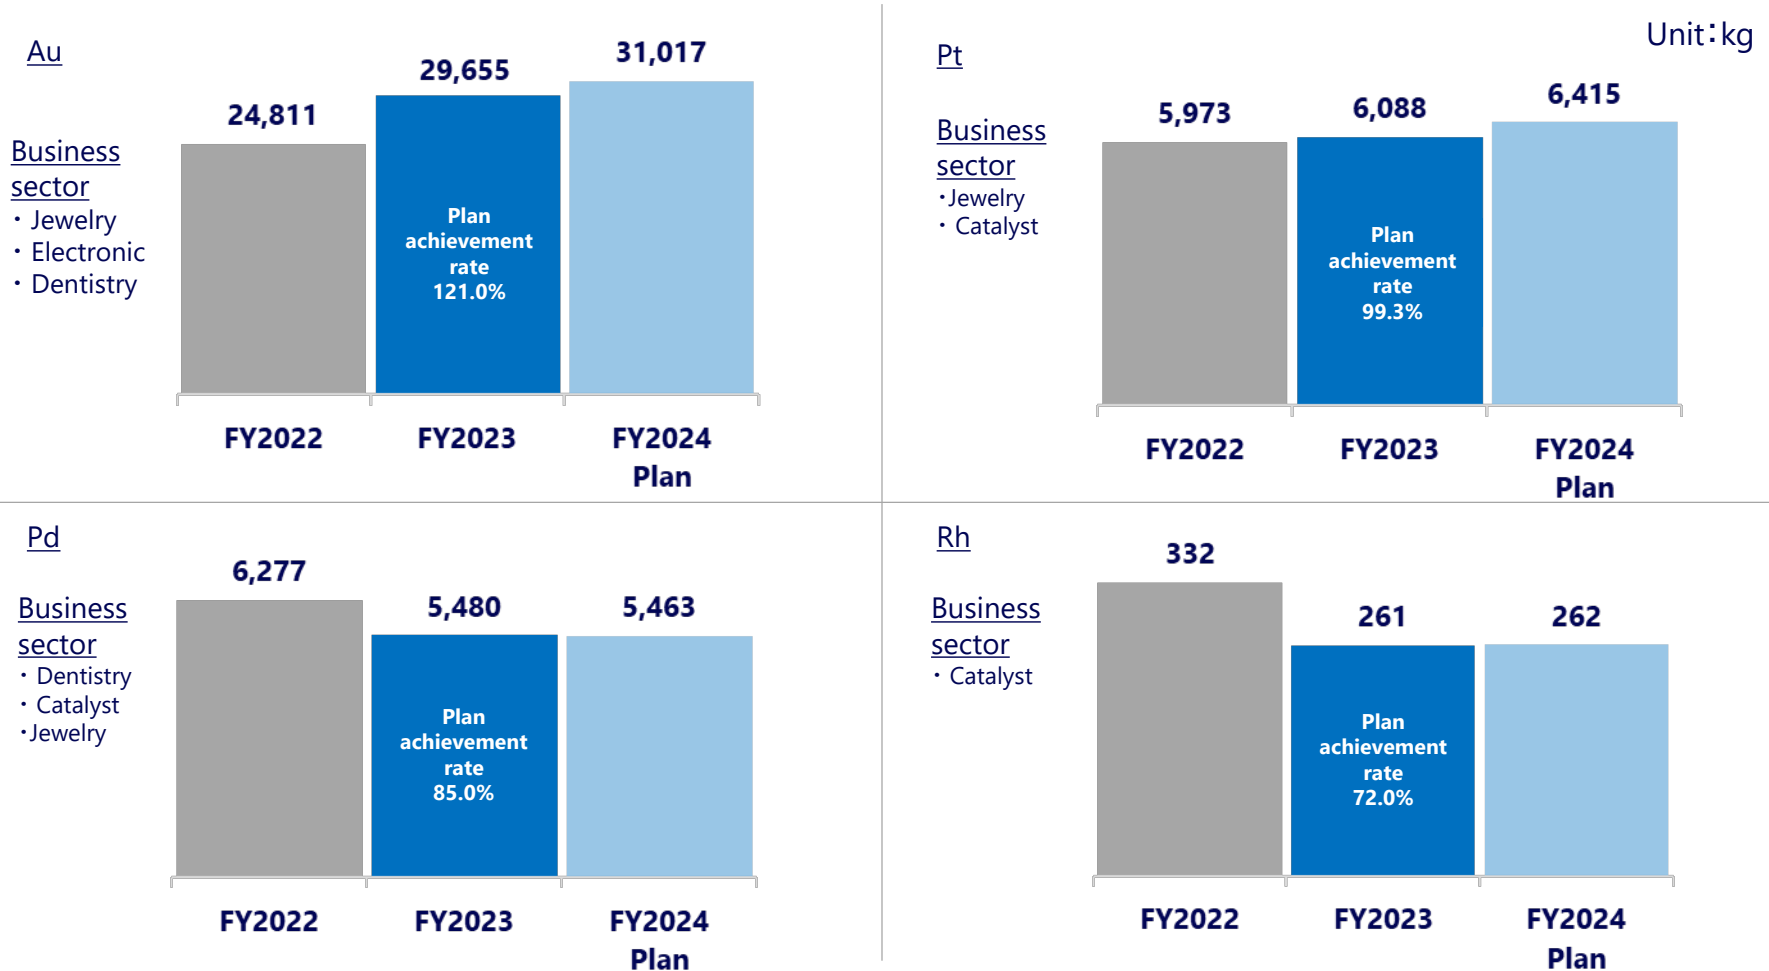 Unit：kg
Au
Business
sector
・ Jewelry
・ Electronic
・ Dentistry
24,811
29,655
31,017
Plan
achievement
rate
121.0%
FY2022
FY2023
FY2024
Plan
Pt
Business
sector
・Jewelry
・ Catalyst
5,973
6,088
6,415
Plan
achievement
rate
99.3%
FY2022
FY2023
FY2024
Plan
Pd
Business
sector
・ Dentistry
・ Catalyst
・Jewelry
6,277
5,480
5,463
Plan
achievement
rate
85.0%
FY2022
FY2023
FY2024
Plan
Rh
Business
sector
・ Catalyst
332
261
262
Plan
achievement
rate
72.0%
FY2022
FY2023
FY2024
Plan